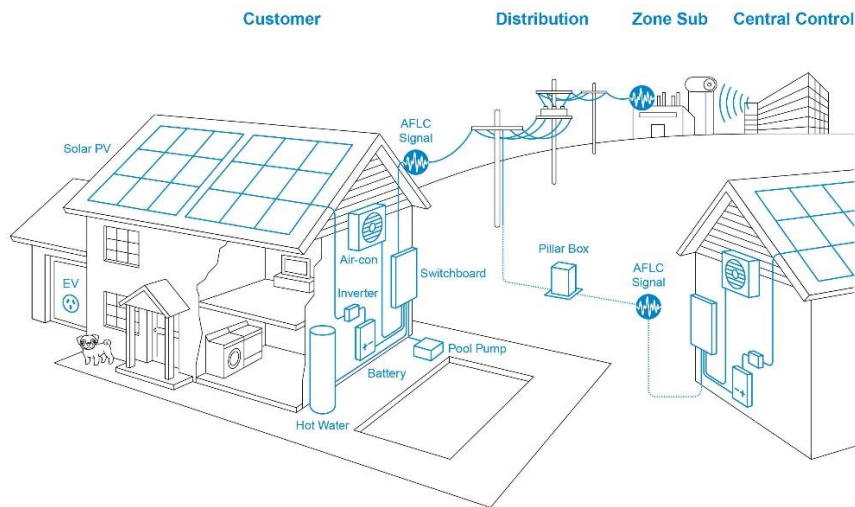 Customer
Distribution
Zone Sub
Central Control
AFLC
Signal
Solar PV
Air-con
Switchboard
Pillar Box
AFLC
Signal
EV
Inverter
Pool Pump
Battery
Hot Water